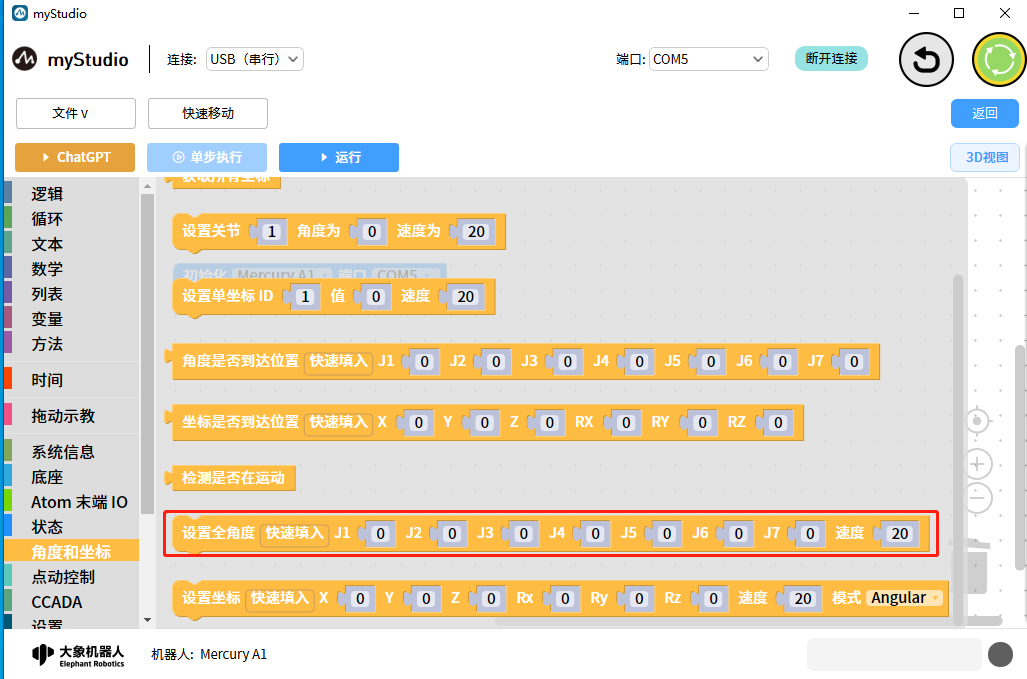 myStudio
myStudio 连接: USB（串行） 端口: COM5 断开连接
文件 v 快速移动 返回
ChatGPT 单步执行 运行 3D视图
获取所有坐标
逻辑
循环
文本
数学
列表
变量
方法
时间
拖动示教
系统信息
底座
Atom 末端 IO
状态
角度和坐标
点动控制
CCADA
设置
设置关节 1 角度为 0 速度为 20
初始化 Mercury A1 端口 COM5
设置单坐标 ID 1 值 0 速度 20
角度是否到达位置 快速填入 J1 0 J2 0 J3 0 J4 0 J5 0 J6 0 J7 0
坐标是否到达位置 快速填入 X 0 Y 0 Z 0 RX 0 RY 0 RZ 0
检测是否在运动
设置全角度 快速填入 J1 0 J2 0 J3 0 J4 0 J5 0 J6 0 J7 0 速度 20
设置坐标 快速填入 X 0 Y 0 Z 0 Rx 0 Ry 0 Rz 0 速度 20 模式 Angular
大象机器人
Elephant Robotics
机器人: Mercury A1